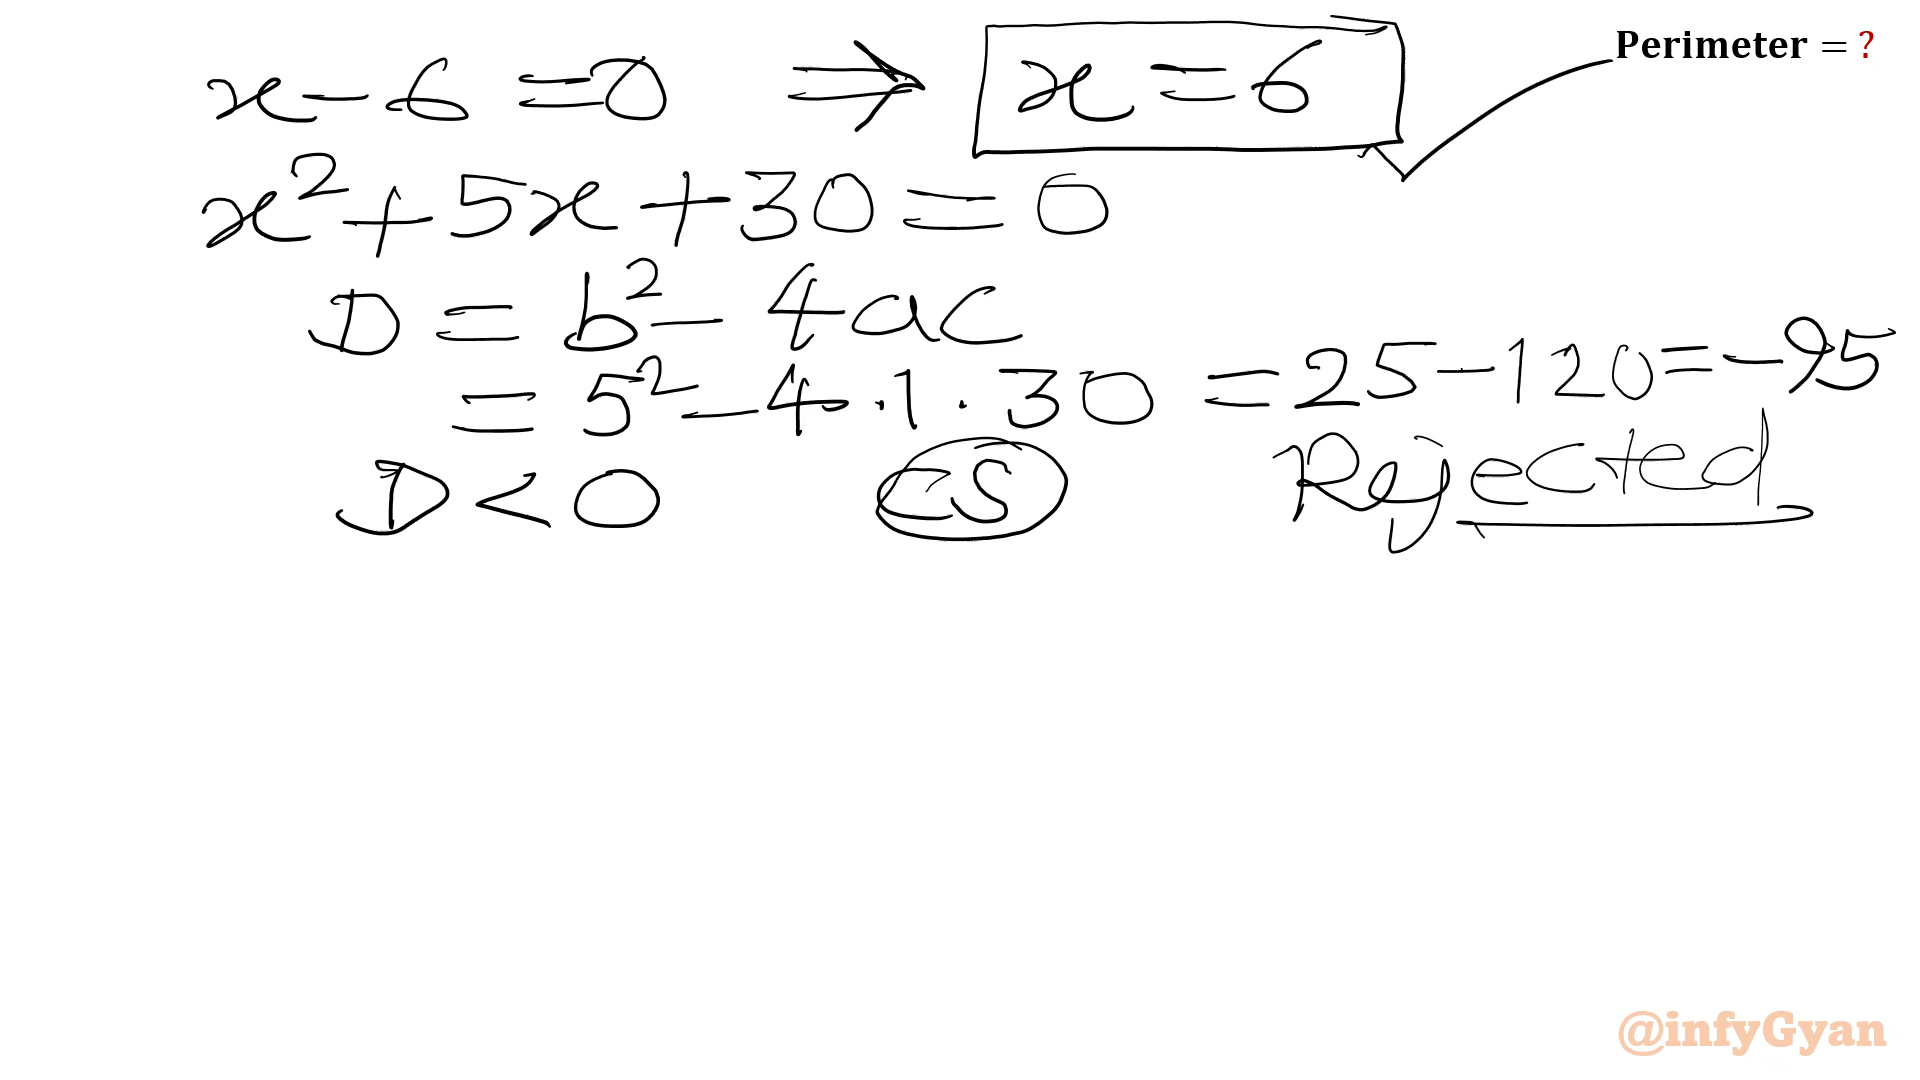 Perimeter = ?
x - 6 = 0 ⇒ x = 6
x² + 5x + 30 = 0
D = b² - 4ac
= 5² - 4 · 1 · 30 = 25 - 120 = -95
D < 0 CS Rejected
@infyGyan